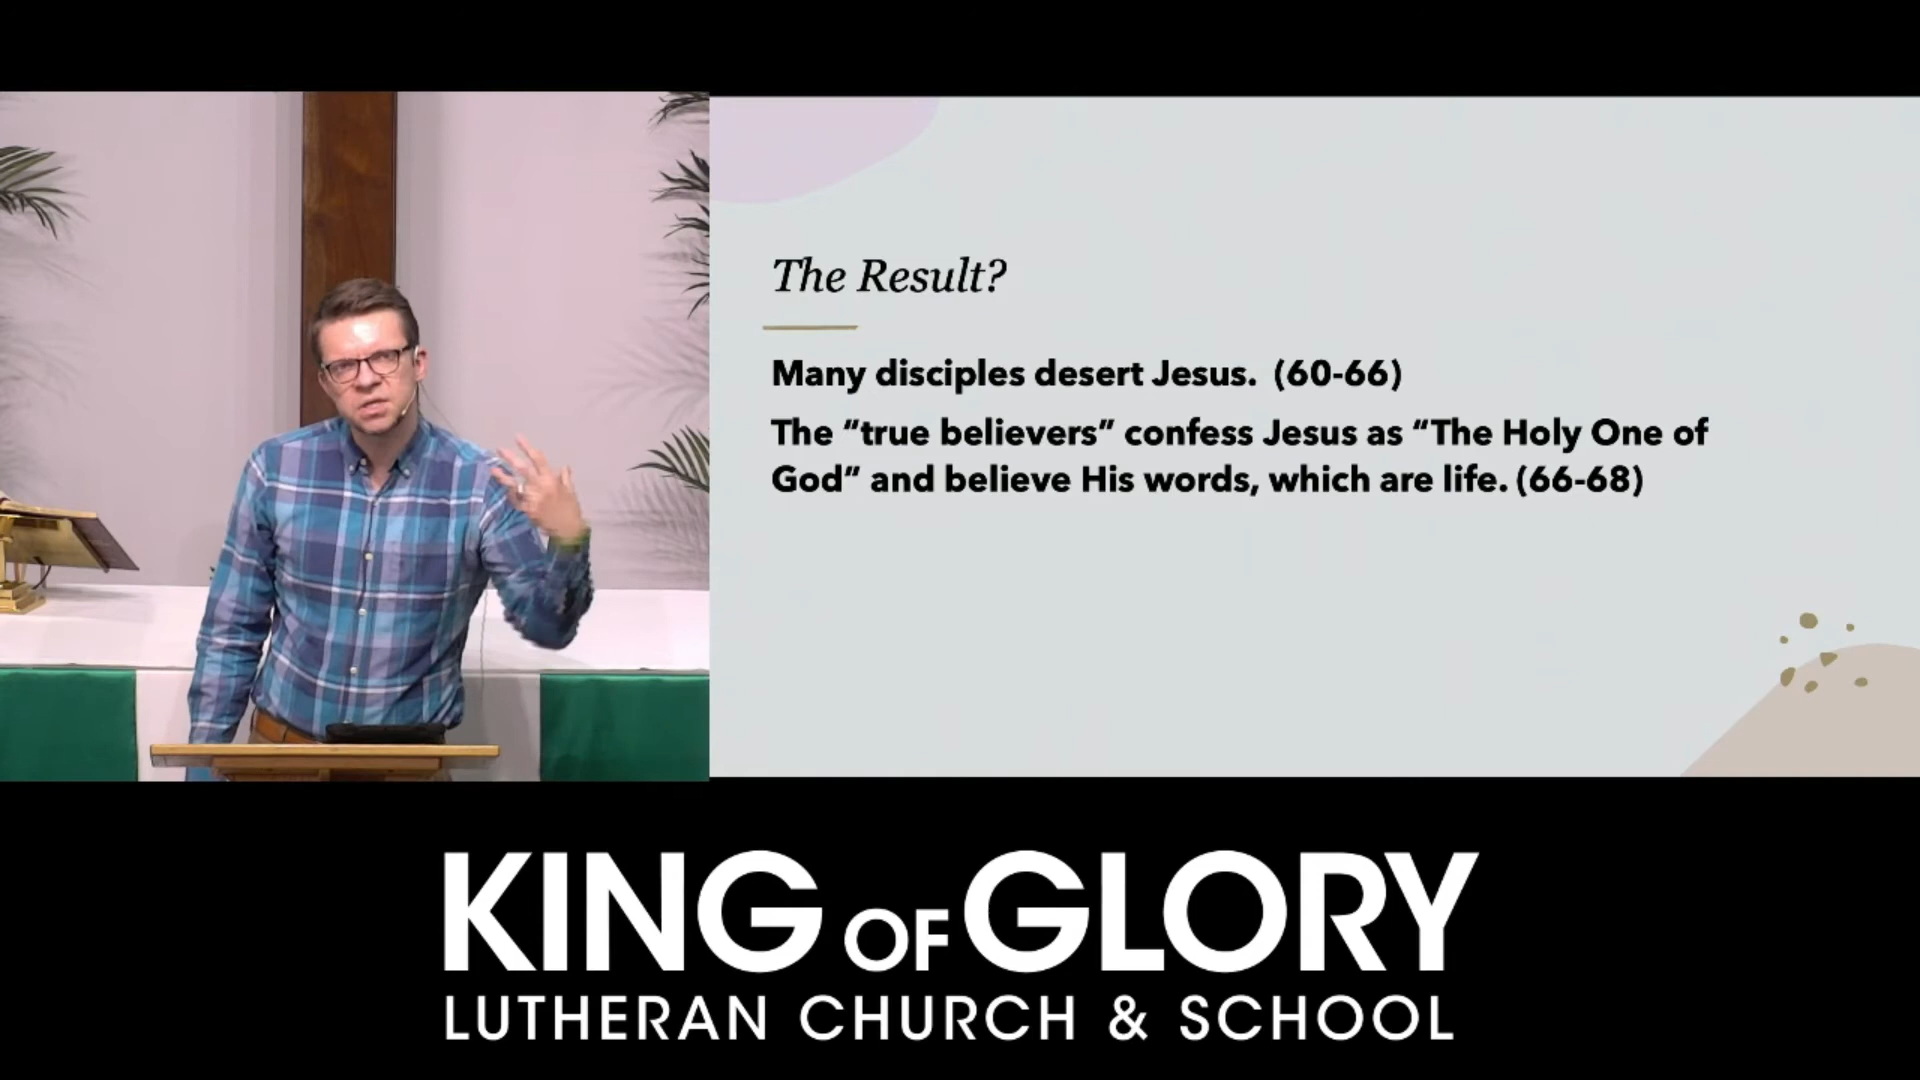 The Result?
Many disciples desert Jesus. (60-66)
The “true believers” confess Jesus as “The Holy One of
God” and believe His words, which are life. (66-68)
KING OF GLORY
LUTHERAN CHURCH & SCHOOL